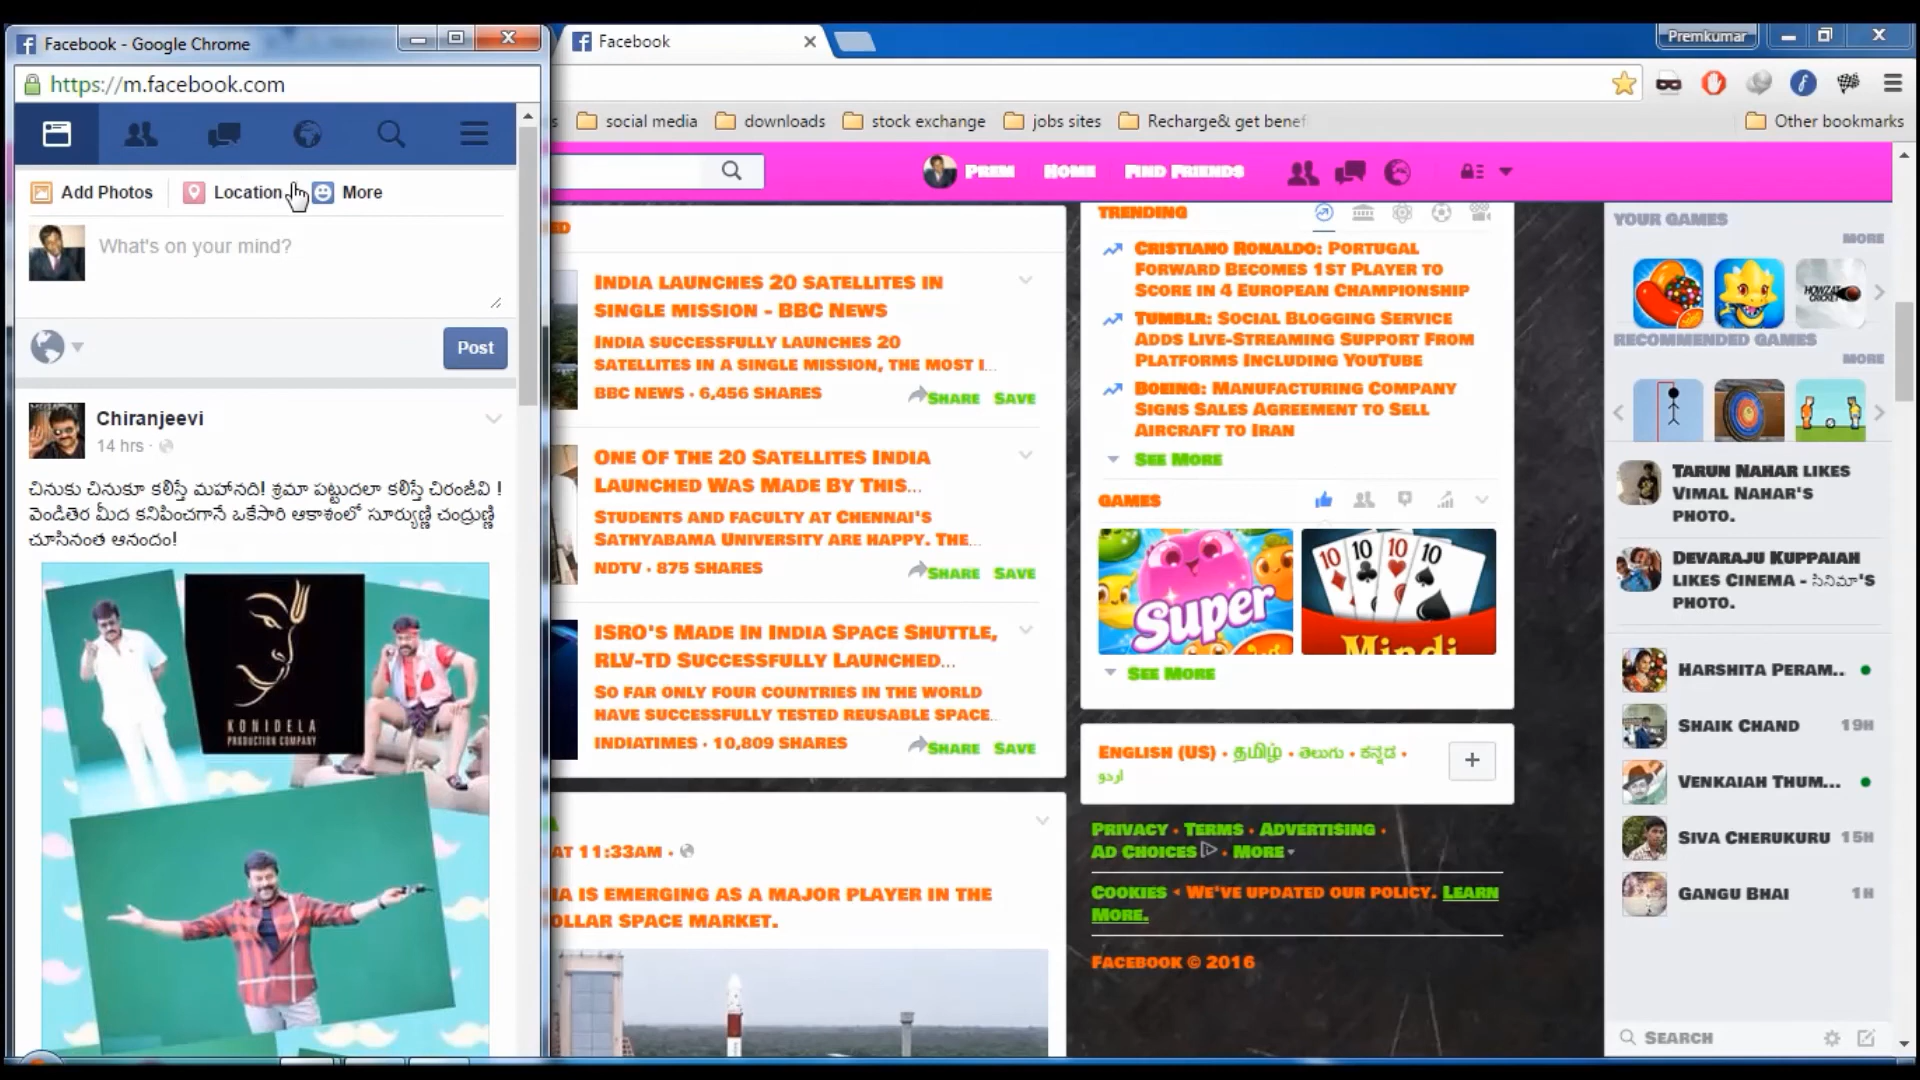 Facebook - Google Chrome
https://m.facebook.com
Add Photos
Location
More
What's on your mind?
Post
Chiranjeevi
14 hrs ·
చినుకు చినుకూ కలిస్తే మహానది! శ్రమా పట్టుదలా కలిస్తే చిరంజీవి !
వెండితెర మీద కనిపించగానే ఒకేసారి ఆకాశంలో సూర్యుణ్ణి చంద్రుణ్ణి
చూసినంత ఆనందం!
KONIDELA
PRODUCTION COMPANY
Facebook
Premkumar
social media
downloads
stock exchange
jobs sites
Recharge& get benef
Other bookmarks
Prem
Home
Find Friends
India launches 20 satellites in
single mission - BBC News
India successfully launches 20
satellites in a single mission, the most i...
BBC News · 6,456 shares
Share Save
One Of The 20 Satellites India
Launched Was Made By This...
Students and faculty at Chennai's
Sathyabama University are happy. The...
NDTV · 875 shares
Share Save
ISRO's Made In India Space Shuttle,
RLV-TD Successfully Launched...
So far only four countries in the world
have successfully tested reusable space...
Indiatimes · 10,809 shares
Share Save
at 11:33am ·
is emerging as a major player in the
space market.
Trending
Cristiano Ronaldo: Portugal
Forward Becomes 1st Player to
Score in 4 European Championship
Tumblr: Social Blogging Service
Adds Live-Streaming Support From
Platforms Including YouTube
Boeing: Manufacturing Company
Signs Sales Agreement to Sell
Aircraft to Iran
See More
Games
Super
10 10 10 10
Mindi
See More
English (US) · தமிழ் · తెలుగు · ಕನ್ನಡ ·
اردو
Privacy · Terms · Advertising ·
Ad Choices · More
Cookies · We've updated our policy. Learn
More.
Facebook © 2016
YOUR GAMES
MORE
HOWZAT
CRICKET
RECOMMENDED GAMES
MORE
Tarun Nahar likes
Vimal Nahar's
photo.
Devaraju Kuppaiah
likes Cinema - ಸಿನಿಮಾ's
photo.
Harshita Peram..
Shaik Chand 19h
Venkaiah Thum...
Siva Cherukuru 15h
Gangu Bhai 1h
Search